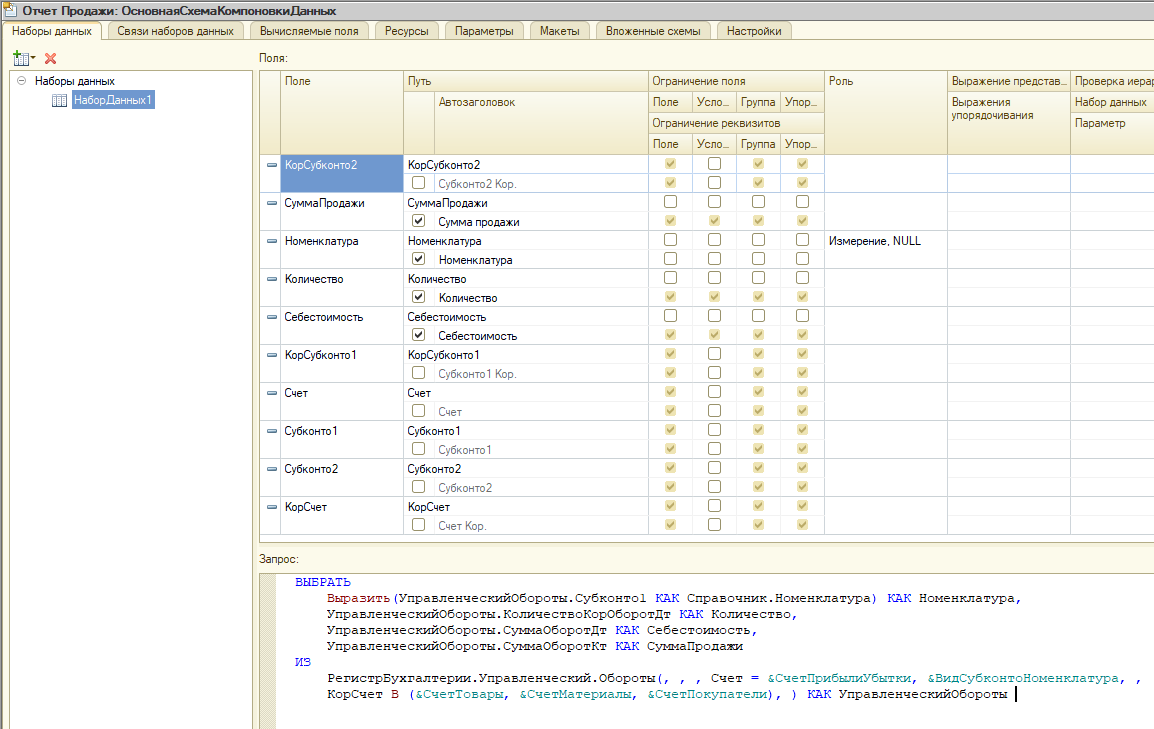 Отчет Продажи: ОсновнаяСхемаКомпоновкиДанных
Наборы данных Связи наборов данных Вычисляемые поля Ресурсы Параметры Макеты Вложенные схемы Настройки
Поля:
Наборы данных
НаборДанных1
Поле Путь Ограничение поля Роль Выражение представ... Проверка иерар
Автозаголовок Поле Усло... Группа Упор... Выражения упорядочивания Набор данных
Ограничение реквизитов Параметр
Поле Усло... Группа Упор...
КорСубконто2 КорСубконто2
Субконто2 Кор.
СуммаПродажи СуммаПродажи
Сумма продажи
Номенклатура Номенклатура Измерение, NULL
Номенклатура
Количество Количество
Количество
Себестоимость Себестоимость
Себестоимость
КорСубконто1 КорСубконто1
Субконто1 Кор.
Счет Счет
Счет
Субконто1 Субконто1
Субконто1
Субконто2 Субконто2
Субконто2
КорСчет КорСчет
Счет Кор.
Запрос:
ВЫБРАТЬ
Выразить(УправленческийОбороты.Субконто1 КАК Справочник.Номенклатура) КАК Номенклатура,
УправленческийОбороты.КоличествоКорОборотДт КАК Количество,
УправленческийОбороты.СуммаОборотДт КАК Себестоимость,
УправленческийОбороты.СуммаОборотКт КАК СуммаПродажи
ИЗ
РегистрБухгалтерии.Управленческий.Обороты(, , , Счет = &СчетПрибылиУбытки, &ВидСубконтоНоменклатура, ,
КорСчет В (&СчетТовары, &СчетМатериалы, &СчетПокупатели), ) КАК УправленческийОбороты